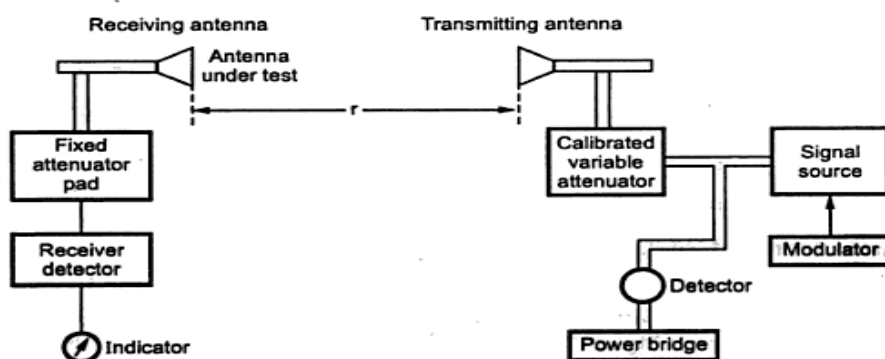 Receiving antenna
Transmitting antenna
Antenna
under test
r
Fixed
attenuator
pad
Calibrated
variable
attenuator
Signal
source
Receiver
detector
Modulator
Detector
Indicator
Power bridge